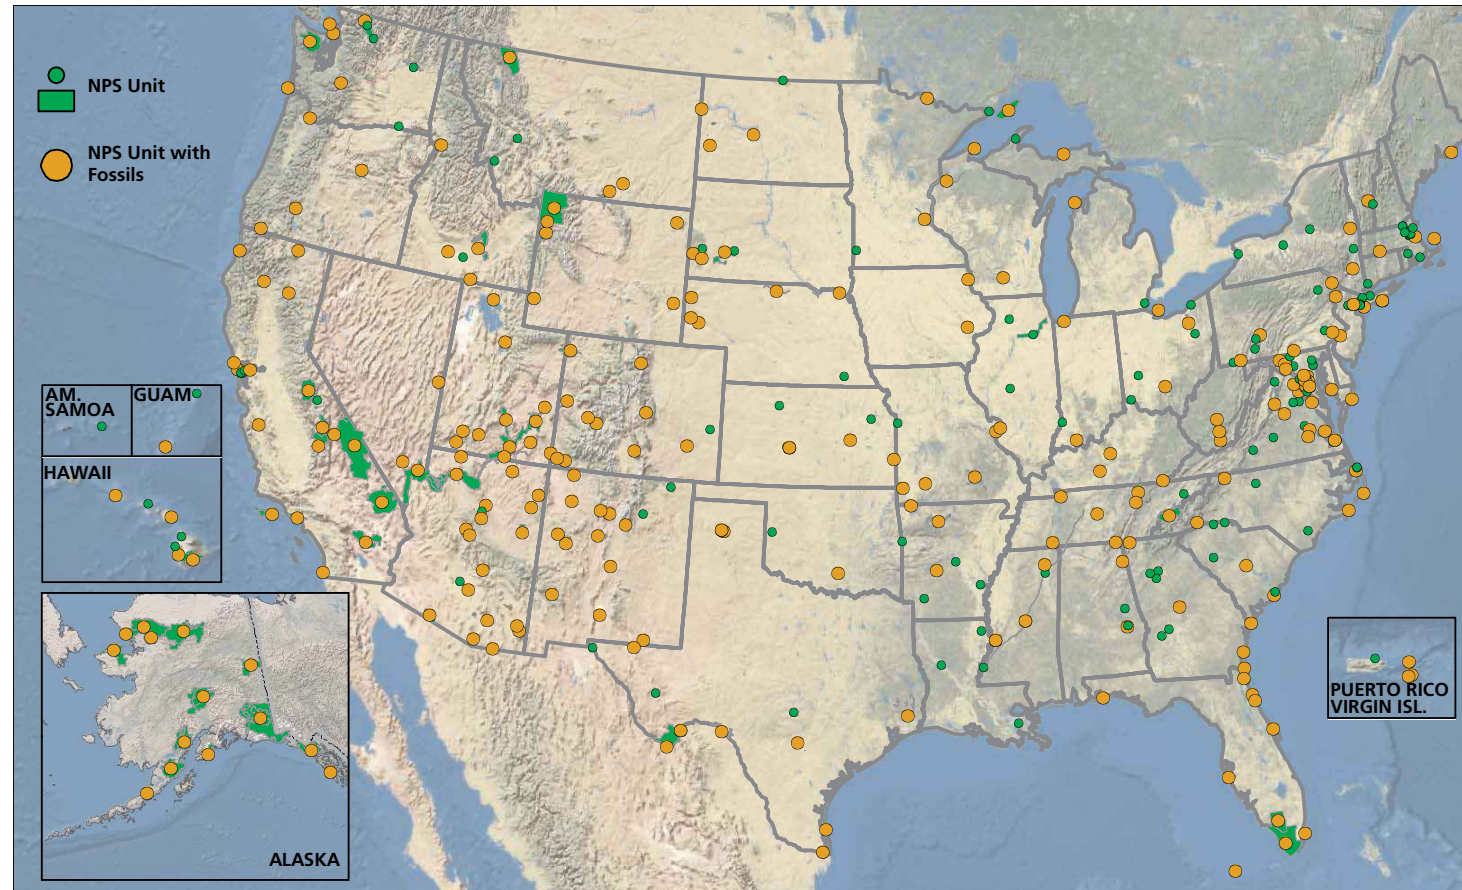 NPS Unit
NPS Unit with
Fossils
AM.
SAMOA
GUAM
HAWAII
ALASKA
PUERTO RICO
VIRGIN ISL.